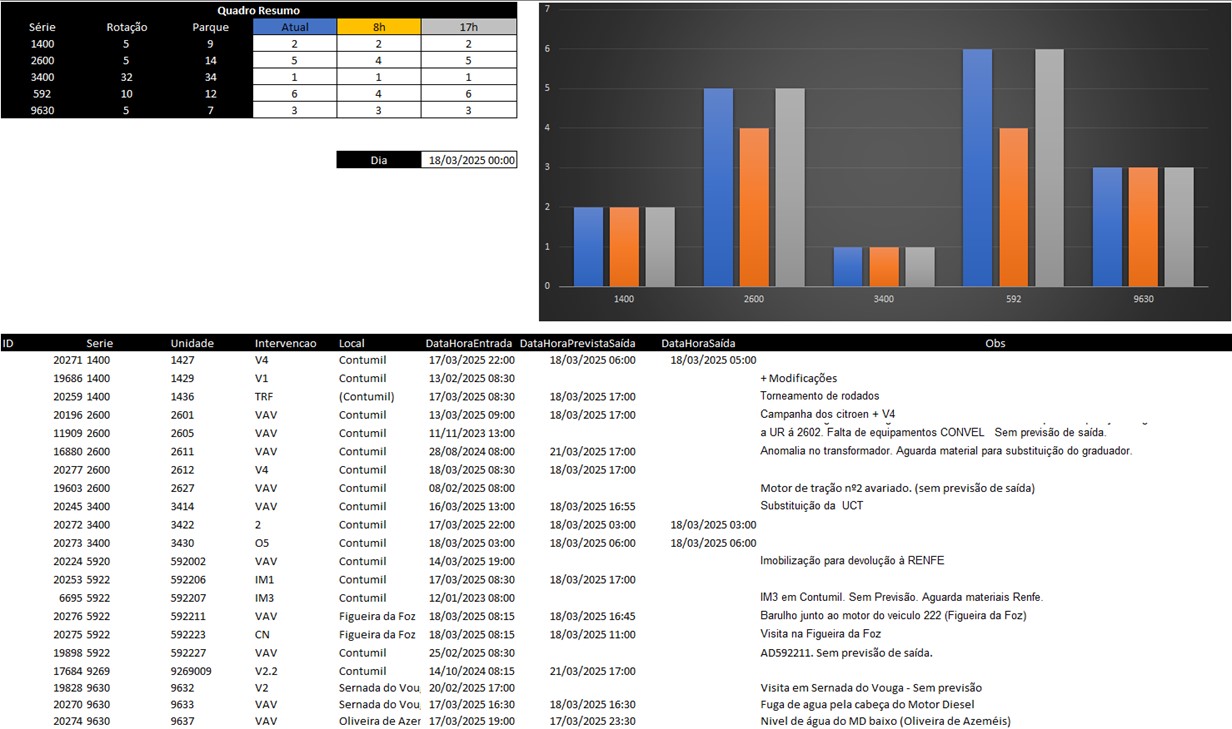 Quadro Resumo
Série Rotação Parque Atual 8h 17h
1400 5 9 2 2 2
2600 5 14 5 4 5
3400 32 34 1 1 1
592 10 12 6 4 6
9630 5 7 3 3 3
Dia 18/03/2025 00:00
7
6
5
4
3
2
1
0
1400 2600 3400 592 9630
ID Serie Unidade Intervencao Local DataHoraEntrada DataHoraPrevistaSaída DataHoraSaída Obs
20271 1400 1427 V4 Contumil 17/03/2025 22:00 18/03/2025 06:00 18/03/2025 05:00
19686 1400 1429 V1 Contumil 13/02/2025 08:30 + Modificações
20259 1400 1436 TRF (Contumil) 17/03/2025 08:30 18/03/2025 17:00 Torneamento de rodados
20196 2600 2601 VAV Contumil 13/03/2025 09:00 18/03/2025 17:00 Campanha dos citroen + V4
11909 2600 2605 VAV Contumil 11/11/2023 13:00 a UR á 2602. Falta de equipamentos CONVEL Sem previsão de saída.
16880 2600 2611 VAV Contumil 28/08/2024 08:00 21/03/2025 17:00 Anomalia no transformador. Aguarda material para substituição do graduador.
20277 2600 2612 V4 Contumil 18/03/2025 08:30 18/03/2025 17:00
19603 2600 2627 VAV Contumil 08/02/2025 08:00 Motor de tração nº2 avariado. (sem previsão de saída)
20245 3400 3414 VAV Contumil 16/03/2025 13:00 18/03/2025 16:55 Substituição da UCT
20272 3400 3422 2 Contumil 17/03/2025 22:00 18/03/2025 03:00 18/03/2025 03:00
20273 3400 3430 O5 Contumil 18/03/2025 03:00 18/03/2025 06:00 18/03/2025 06:00
20224 5920 592002 VAV Contumil 14/03/2025 19:00 Imobilização para devolução à RENFE
20253 5922 592206 IM1 Contumil 17/03/2025 08:30 18/03/2025 17:00
6695 5922 592207 IM3 Contumil 12/01/2023 08:00 IM3 em Contumil. Sem Previsão. Aguarda materiais Renfe.
20276 5922 592211 VAV Figueira da Foz 18/03/2025 08:15 18/03/2025 16:45 Barulho junto ao motor do veiculo 222 (Figueira da Foz)
20275 5922 592223 CN Figueira da Foz 18/03/2025 08:15 18/03/2025 11:00 Visita na Figueira da Foz
19898 5922 592227 VAV Contumil 25/02/2025 08:30 AD592211. Sem previsão de saída.
17684 9269 9269009 V2.2 Contumil 14/10/2024 08:15 21/03/2025 17:00
19828 9630 9632 V2 Sernada do Vou 20/02/2025 17:00 Visita em Sernada do Vouga - Sem previsão
20270 9630 9633 VAV Sernada do Vou 17/03/2025 16:30 18/03/2025 16:30 Fuga de agua pela cabeça do Motor Diesel
20274 9630 9637 VAV Oliveira de Azer 17/03/2025 19:00 17/03/2025 23:30 Nivel de água do MD baixo (Oliveira de Azeméis)